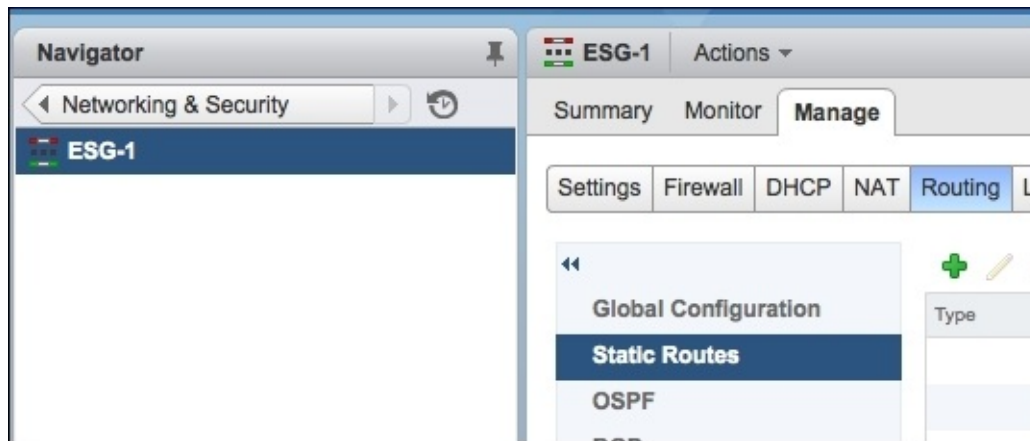 Navigator
Networking & Security
ESG-1
ESG-1 Actions
Summary Monitor Manage
Settings Firewall DHCP NAT Routing
Global Configuration
Static Routes
OSPF
Type